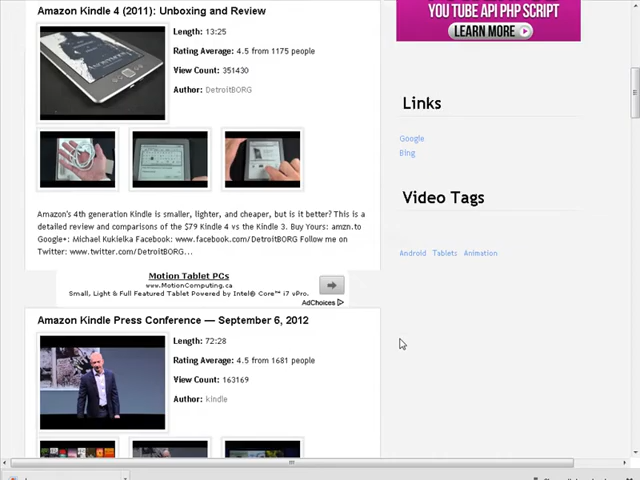 Amazon Kindle 4 (2011): Unboxing and Review
Length: 13:25
Rating Average: 4.5 from 1175 people
View Count: 351430
Author: DetroitBORG
Amazon's 4th generation Kindle is smaller, lighter, and cheaper, but is it better? This is a
detailed review and comparisons of the $79 Kindle 4 vs the Kindle 3. Buy Yours: amzn.to
Google+: Michael Kukielka Facebook: www.facebook.com/DetroitBORG Follow me on
Twitter: www.twitter.com/DetroitBORG...
Motion Tablet PCs
www.MotionComputing.ca
Small, Light & Full Featured Tablet Powered by Intel® Core™ i7 vPro.
AdChoices
Amazon Kindle Press Conference — September 6, 2012
Length: 72:28
Rating Average: 4.5 from 1681 people
View Count: 163169
Author: kindle
YOU TUBE API PHP SCRIPT
LEARN MORE
Links
Google
Bing
Video Tags
Android Tablets Animation